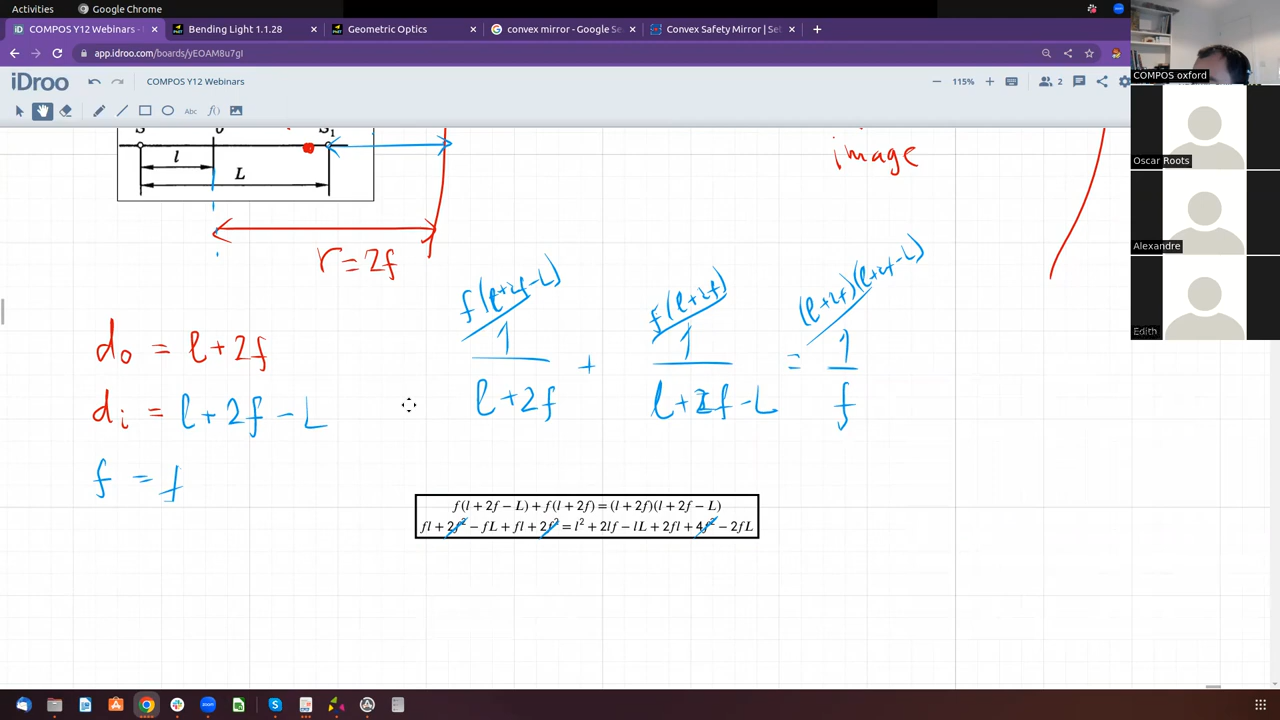 Activities
Google Chrome
COMPOS Y12 Webinars -
Bending Light 1.1.28
Geometric Optics
convex mirror - Google Se
Convex Safety Mirror | Set
app.idroo.com/boards/yEOAM8u7gI
iDroo
COMPOS Y12 Webinars
115%
2
Abc
f()
COMPOS oxford
Oscar Roots
Alexandre
Edith
S
S₁
l
L
image
r = 2f
f(l+2f-L)
f(l+2f)
(l+2f)(l+2f-L)
1/(l+2f) + 1/(l+2f-L) = 1/f
do = l+2f
di = l+2f-L
f = f
f(l + 2f − L) + f(l + 2f) = (l + 2f)(l + 2f − L)
fl + 2f² − fL + fl + 2f² = l² + 2lf − lL + 2fl + 4f² − 2fL